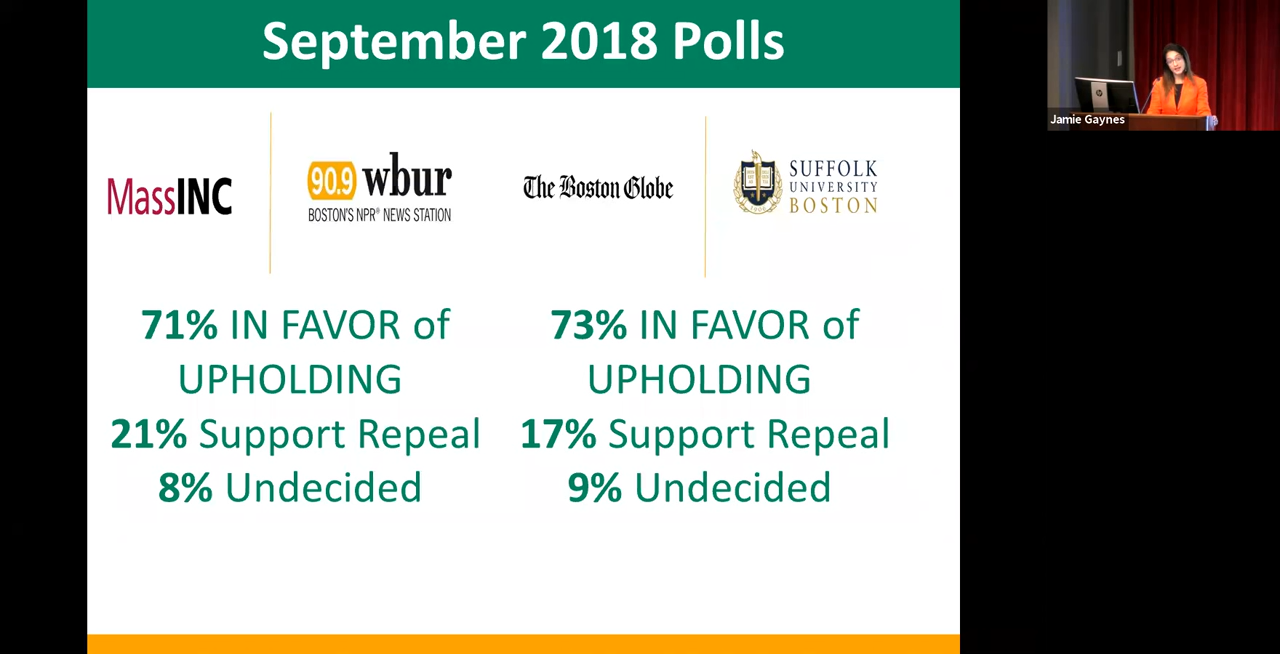 September 2018 Polls
MassINC
90.9 wbur
BOSTON'S NPR® NEWS STATION
The Boston Globe
SUFFOLK
UNIVERSITY
BOSTON
71% IN FAVOR of
UPHOLDING
21% Support Repeal
8% Undecided
73% IN FAVOR of
UPHOLDING
17% Support Repeal
9% Undecided
Jamie Gaynes